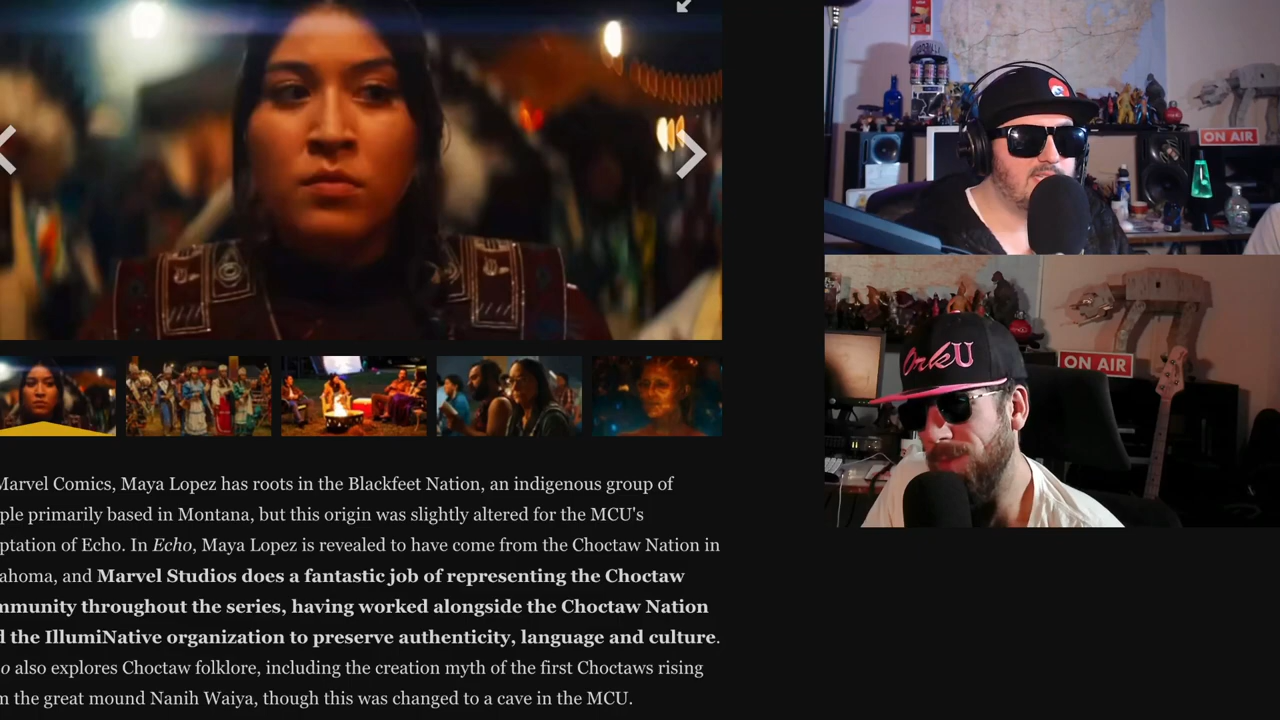 Marvel Comics, Maya Lopez has roots in the Blackfeet Nation, an indigenous group of
ple primarily based in Montana, but this origin was slightly altered for the MCU's
ptation of Echo. In Echo, Maya Lopez is revealed to have come from the Choctaw Nation in
ahoma, and Marvel Studios does a fantastic job of representing the Choctaw
mmunity throughout the series, having worked alongside the Choctaw Nation
d the IllumiNative organization to preserve authenticity, language and culture.
o also explores Choctaw folklore, including the creation myth of the first Choctaws rising
m the great mound Nanih Waiya, though this was changed to a cave in the MCU.
ON AIR
OrkU
ON AIR